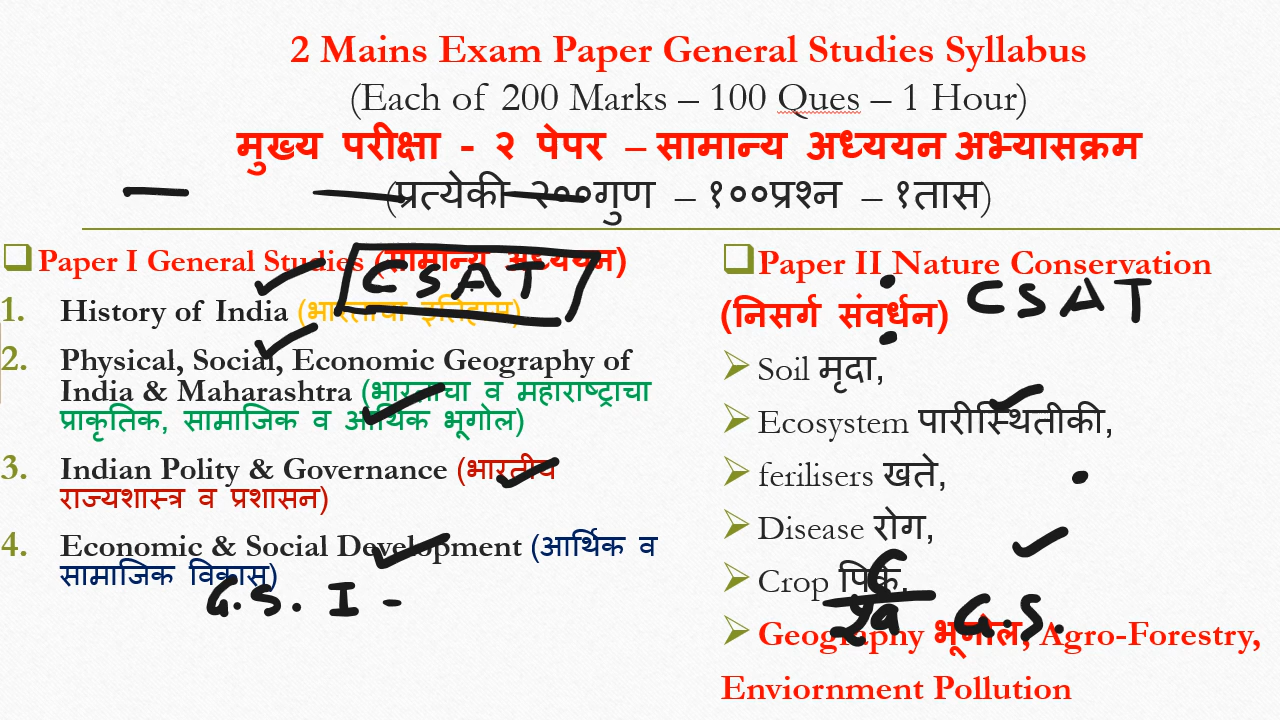 2 Mains Exam Paper General Studies Syllabus
(Each of 200 Marks – 100 Ques – 1 Hour)
मुख्य परीक्षा - २ पेपर – सामान्य अध्ययन अभ्यासक्रम
(प्रत्येकी २००गुण – १००प्रश्न – १तास)
Paper I General Studies (सामान्य अध्ययन)
CSAT
1. History of India (भारताचा इतिहास)
2. Physical, Social, Economic Geography of
India & Maharashtra (भारताचा व महाराष्ट्राचा
प्राकृतिक, सामाजिक व आर्थिक भूगोल)
3. Indian Polity & Governance (भारतीय
राज्यशास्त्र व प्रशासन)
4. Economic & Social Development (आर्थिक व
सामाजिक विकास)
G.S. I -
Paper II Nature Conservation
CSAT
(निसर्ग संवर्धन)
Soil मृदा,
Ecosystem पारीस्थितीकी,
ferilisers खते,
Disease रोग,
Crop पिके,
G.S.
Geography भूगोल, Agro-Forestry,
Enviornment Pollution